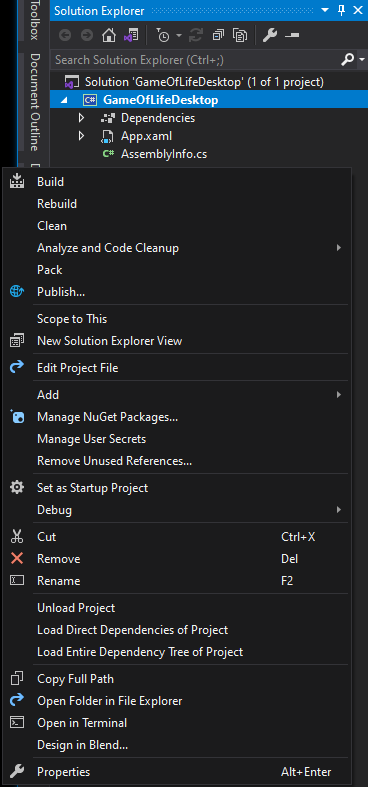 Solution Explorer
Toolbox
Document Outline
Search Solution Explorer (Ctrl+;)
Solution 'GameOfLifeDesktop' (1 of 1 project)
C# GameOfLifeDesktop
Dependencies
App.xaml
C# AssemblyInfo.cs
Build
Rebuild
Clean
Analyze and Code Cleanup
Pack
Publish...
Scope to This
New Solution Explorer View
Edit Project File
Add
Manage NuGet Packages...
Manage User Secrets
Remove Unused References...
Set as Startup Project
Debug
Cut Ctrl+X
Remove Del
Rename F2
Unload Project
Load Direct Dependencies of Project
Load Entire Dependency Tree of Project
Copy Full Path
Open Folder in File Explorer
Open in Terminal
Design in Blend...
Properties Alt+Enter